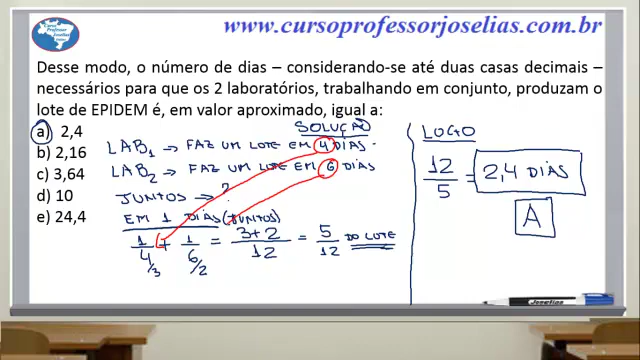 www.cursoprofessorjoselias.com.br
Desse modo, o número de dias – considerando-se até duas casas decimais –
necessários para que os 2 laboratórios, trabalhando em conjunto, produzam o
lote de EPIDEM é, em valor aproximado, igual a:
a) 2,4
b) 2,16
c) 3,64
d) 10
e) 24,4
SOLUÇÃO
LAB1 → FAZ UM LOTE EM 4 DIAS.
LAB2 → FAZ UM LOTE EM 6 DIAS
JUNTOS → ?
EM 1 DIAS (JUNTOS)
1/4/3 + 1/6/2 = 3+2/12 = 5/12 DO LOTE
LOGO
12/5 = 2,4 DIAS
A
Joselias